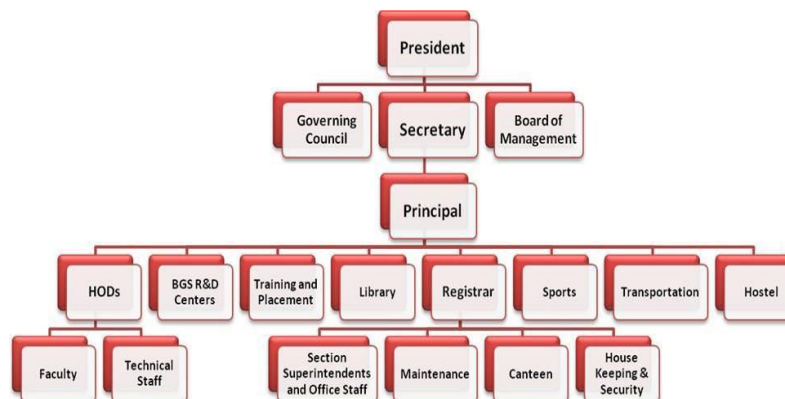 President
Governing
Council
Secretary
Board of
Management
Principal
HODs
BGS R&D
Centers
Training and
Placement
Library
Registrar
Sports
Transportation
Hostel
Faculty
Technical
Staff
Section
Superintendents
and Office Staff
Maintenance
Canteen
House
Keeping &
Security